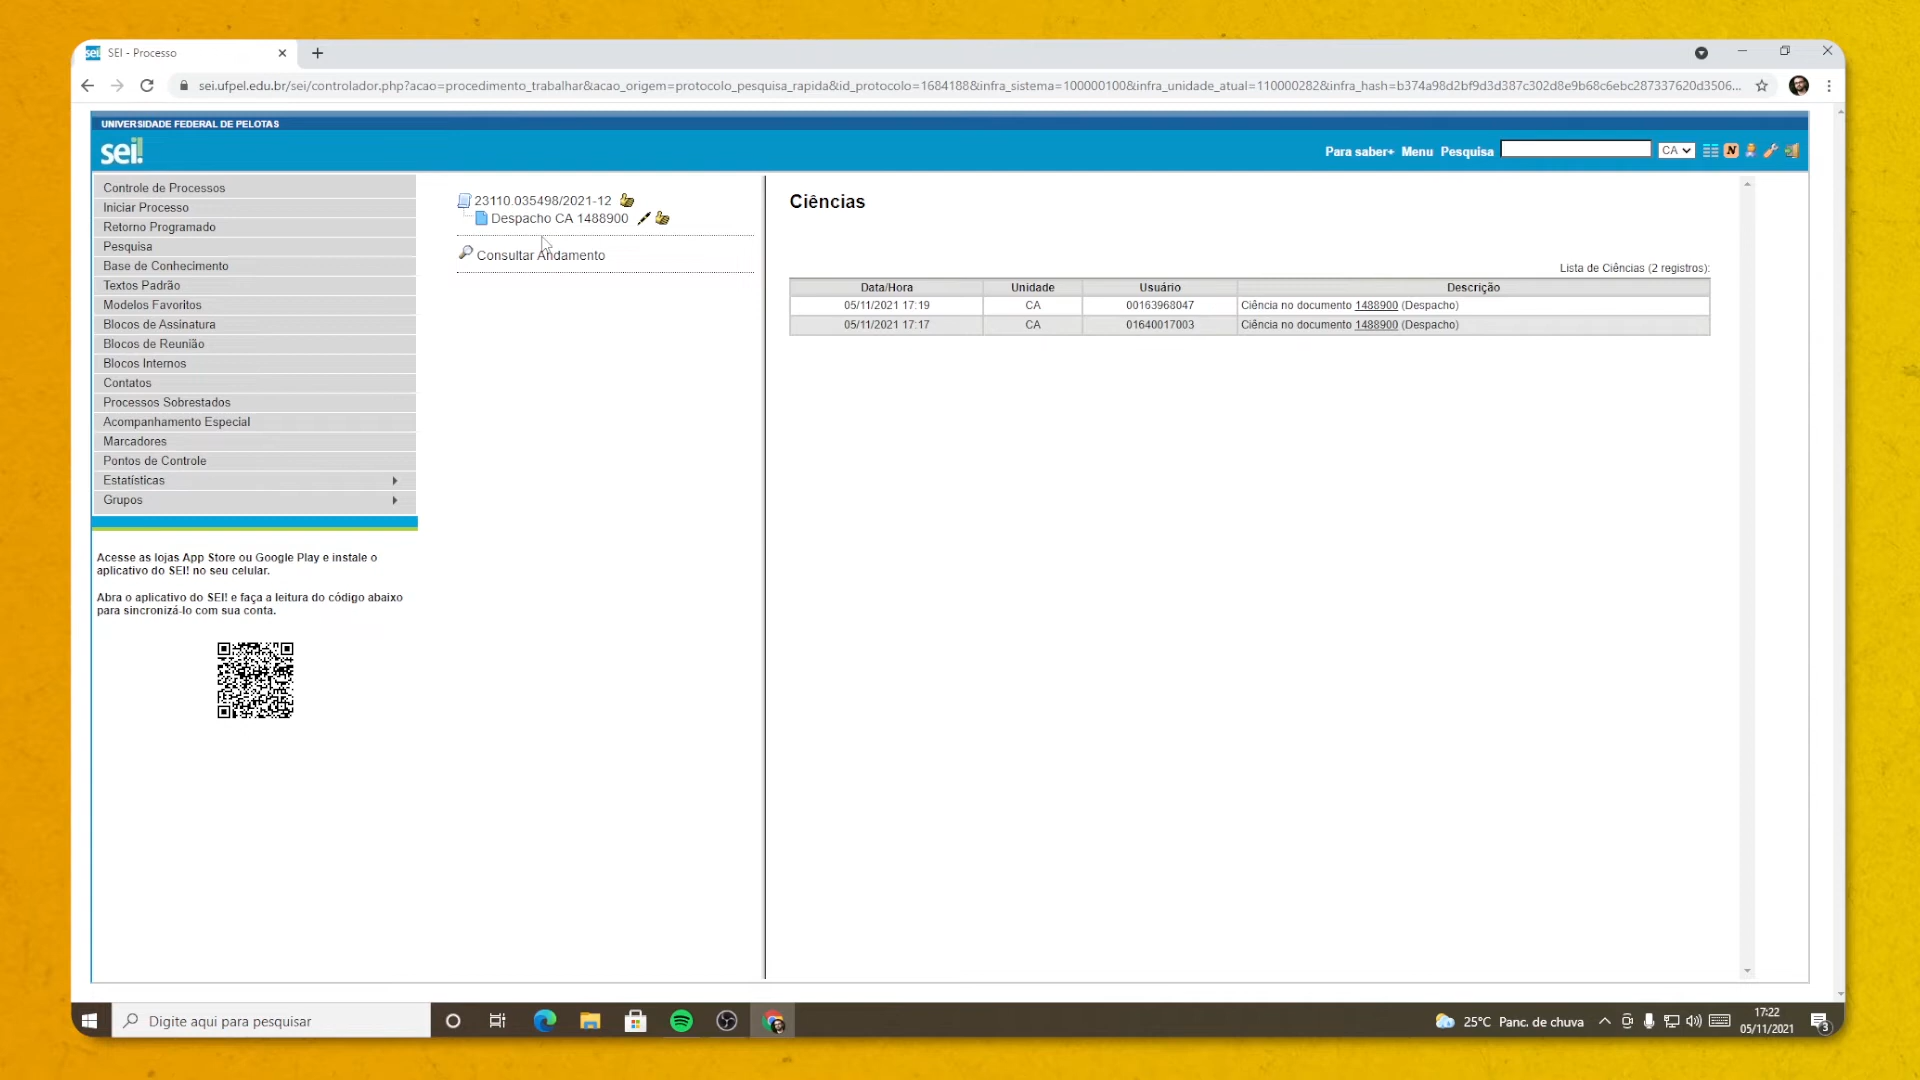 SEI - Processo
sei.ufpel.edu.br/sei/controlador.php?acao=procedimento_trabalhar&acao_origem=protocolo_pesquisa_rapida&id_protocolo=1684188&infra_sistema=100000100&infra_unidade_atual=110000282&infra_hash=b374a98d2bf9d3d387c302d8e9b68c6ebc287337620d3506...
UNIVERSIDADE FEDERAL DE PELOTAS
sei!
Para saber+ Menu Pesquisa CA
Controle de Processos
Iniciar Processo
Retorno Programado
Pesquisa
Base de Conhecimento
Textos Padrão
Modelos Favoritos
Blocos de Assinatura
Blocos de Reunião
Blocos Internos
Contatos
Processos Sobrestados
Acompanhamento Especial
Marcadores
Pontos de Controle
Estatísticas
Grupos
Acesse as lojas App Store ou Google Play e instale o
aplicativo do SEI! no seu celular.
Abra o aplicativo do SEI! e faça a leitura do código abaixo
para sincronizá-lo com sua conta.
23110.035498/2021-12
Despacho CA 1488900
Consultar Andamento
Ciências
Lista de Ciências (2 registros):
Data/Hora Unidade Usuário Descrição
05/11/2021 17:19 CA 00163968047 Ciência no documento 1488900 (Despacho)
05/11/2021 17:17 CA 01640017003 Ciência no documento 1488900 (Despacho)
Digite aqui para pesquisar
25°C Panc. de chuva
17:22
05/11/2021
3